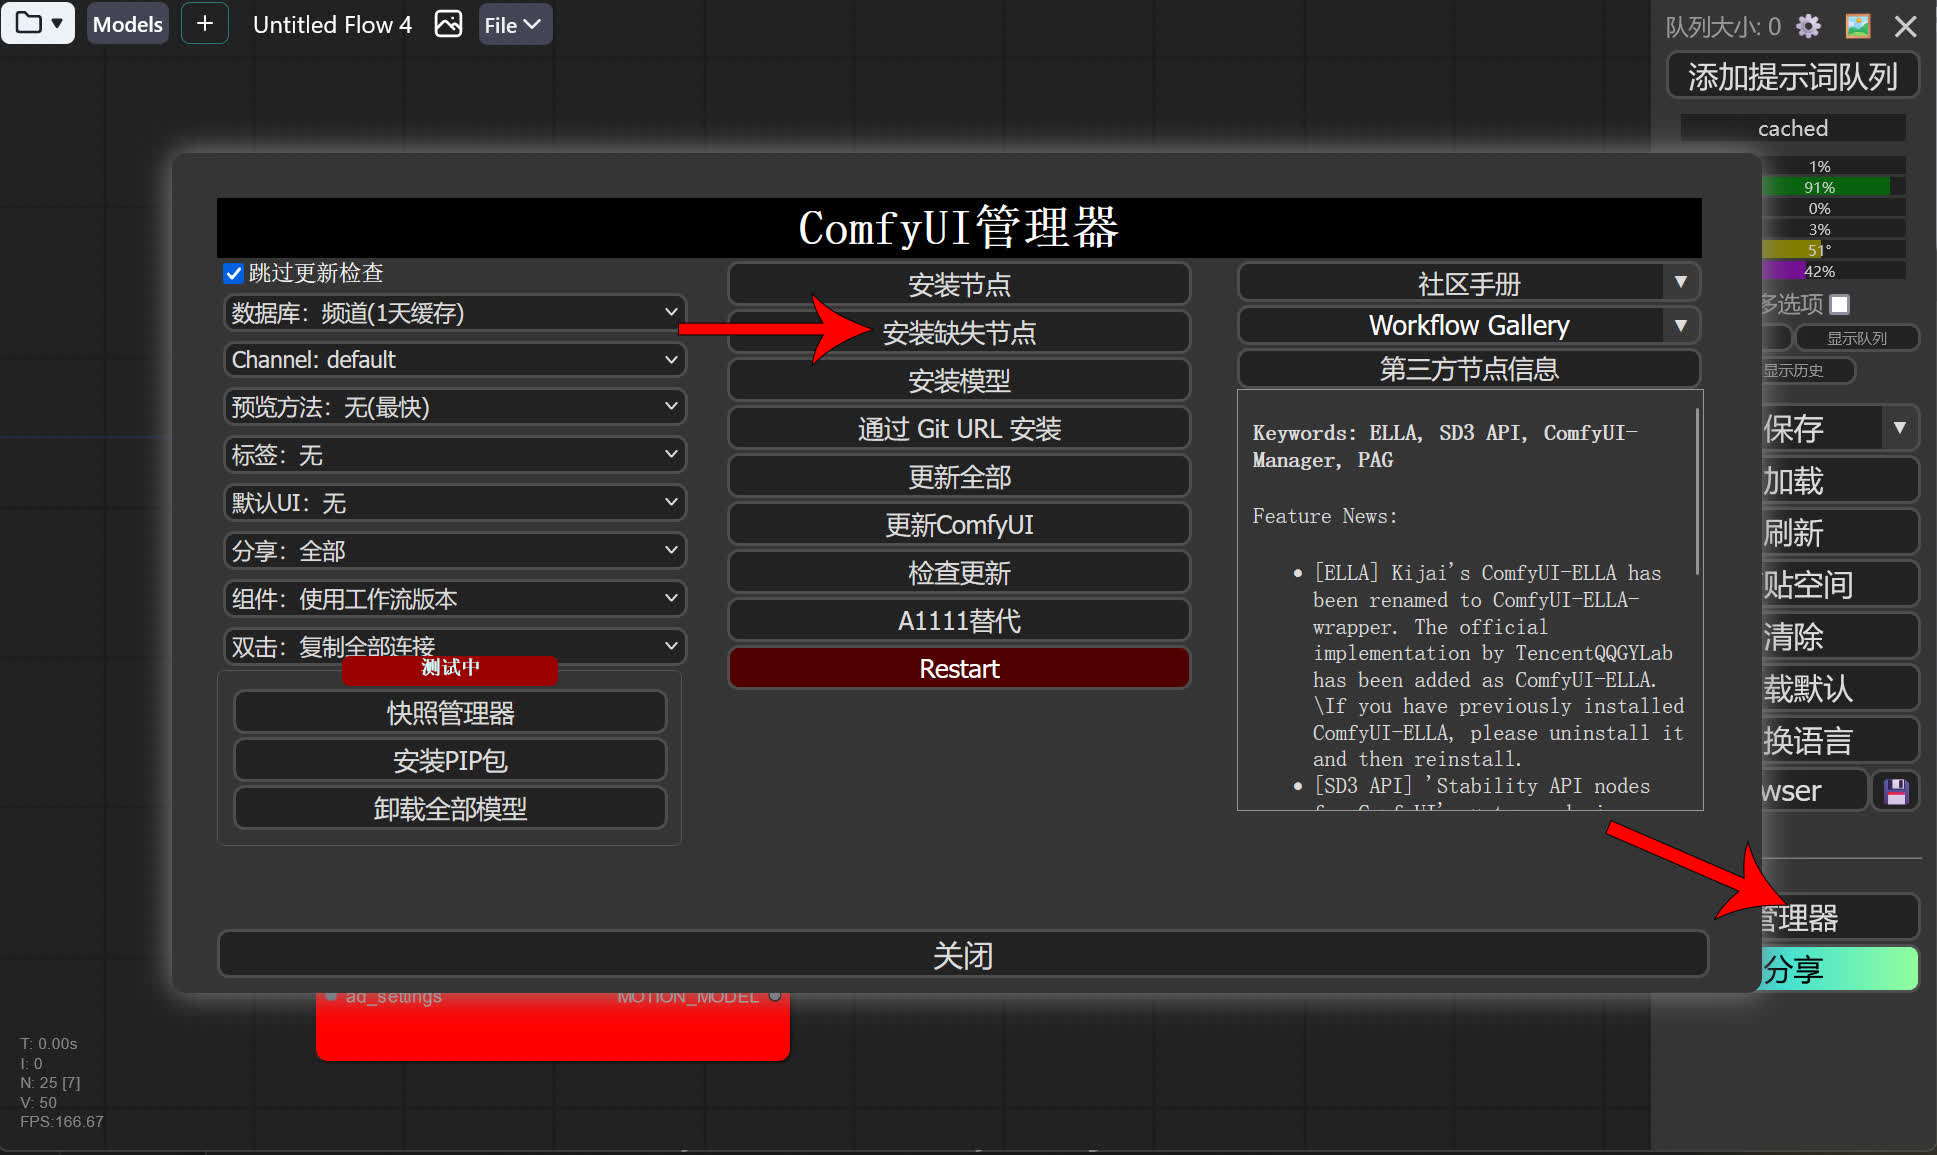 Models
+
Untitled Flow 4
File
队列大小: 0
添加提示词队列
cached
1%
91%
0%
3%
51°
42%
多选项
显示队列
显示历史
保存
加载
刷新
贴空间
清除
载默认
换语言
wser
管理器
分享
ComfyUI管理器
跳过更新检查
数据库：频道(1天缓存)
Channel: default
预览方法：无(最快)
标签：无
默认UI：无
分享：全部
组件：使用工作流版本
双击：复制全部连接
测试中
快照管理器
安装PIP包
卸载全部模型
安装节点
安装缺失节点
安装模型
通过 Git URL 安装
更新全部
更新ComfyUI
检查更新
A1111替代
Restart
社区手册
Workflow Gallery
第三方节点信息
Keywords: ELLA, SD3 API, ComfyUI-
Manager, PAG
Feature News:
• [ELLA] Kijai's ComfyUI-ELLA has
been renamed to ComfyUI-ELLA-
wrapper. The official
implementation by TencentQQGYLab
has been added as ComfyUI-ELLA.
\If you have previously installed
ComfyUI-ELLA, please uninstall it
and then reinstall.
• [SD3 API] 'Stability API nodes
关闭
ad_settings
MOTION_MODEL
T: 0.00s
I: 0
N: 25 [7]
V: 50
FPS:166.67